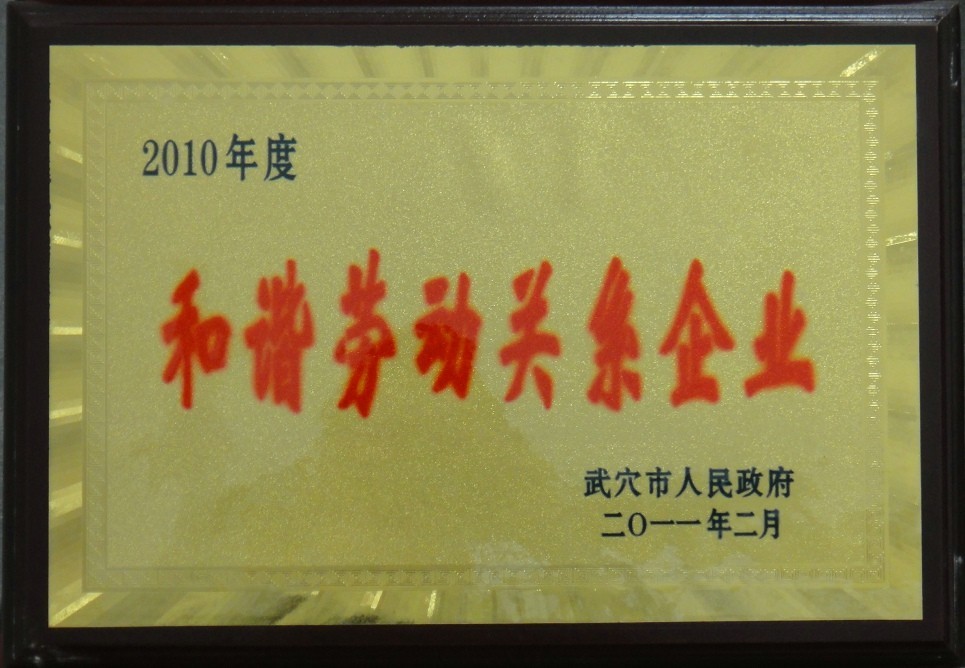 2010年度
和谐劳动关系企业
武穴市人民政府
二〇一一年二月